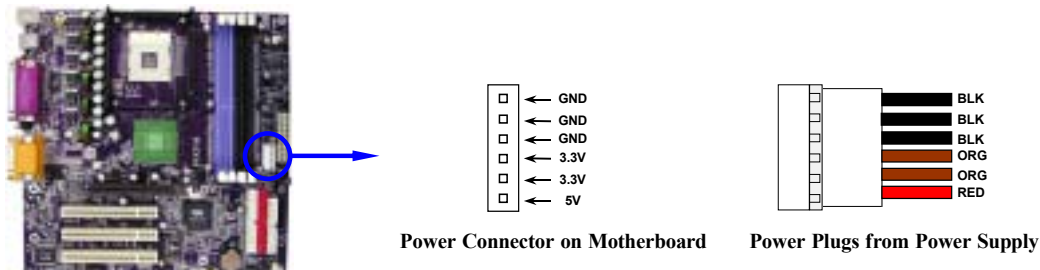 GND
GND
GND
3.3V
3.3V
5V
Power Connector on Motherboard
BLK
BLK
BLK
ORG
ORG
RED
Power Plugs from Power Supply